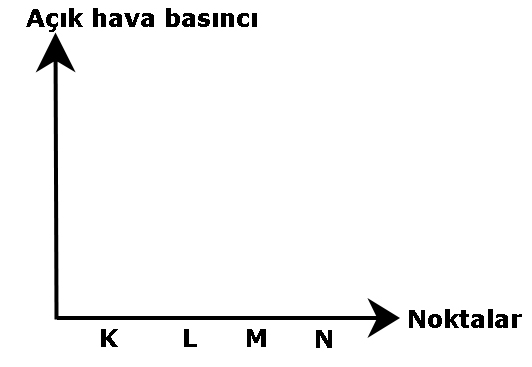 Açık hava basıncı
Noktalar
K L M N